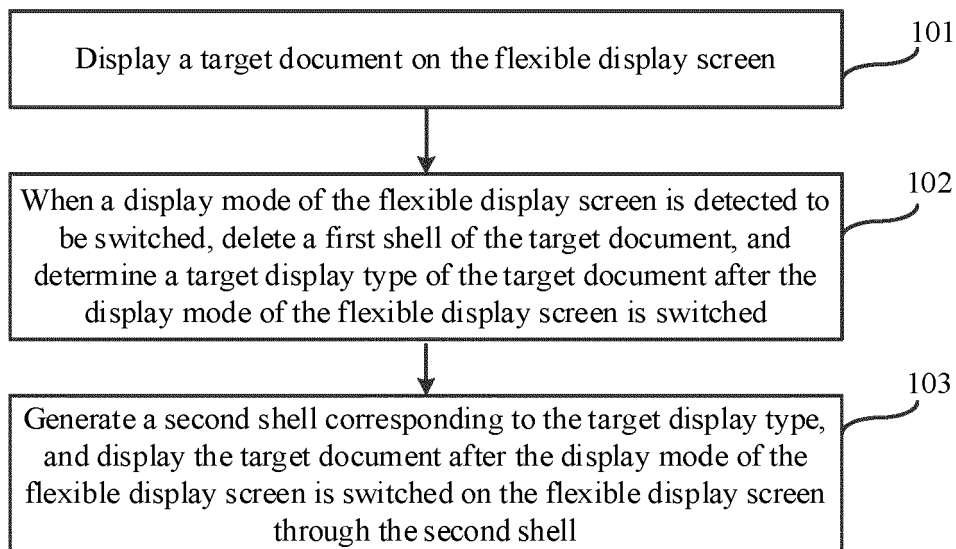 Display a target document on the flexible display screen
101
When a display mode of the flexible display screen is detected to
be switched, delete a first shell of the target document, and
determine a target display type of the target document after the
display mode of the flexible display screen is switched
102
Generate a second shell corresponding to the target display type,
and display the target document after the display mode of the
flexible display screen is switched on the flexible display screen
through the second shell
103